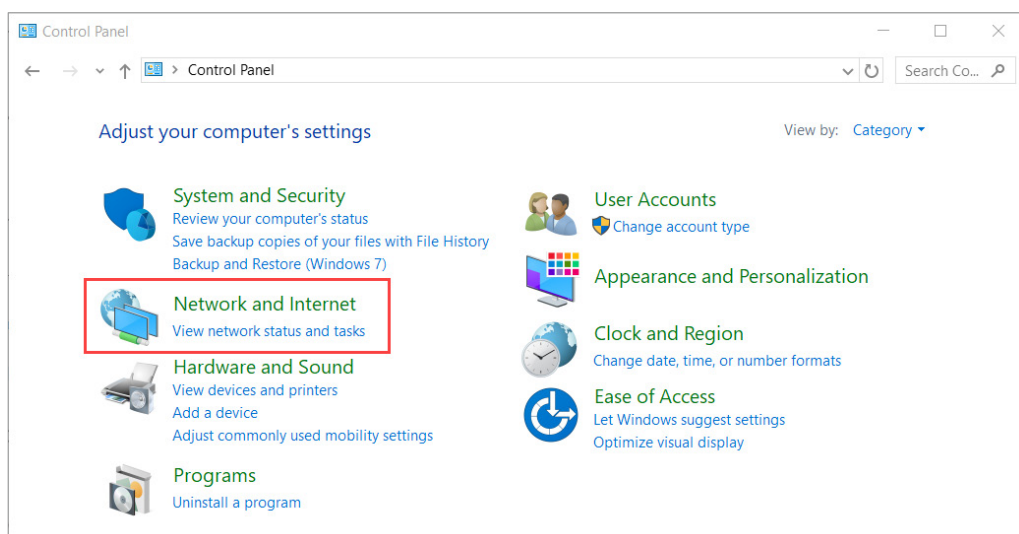 Control Panel
Control Panel
Search Co...
Adjust your computer's settings
View by: Category
System and Security
Review your computer's status
Save backup copies of your files with File History
Backup and Restore (Windows 7)
Network and Internet
View network status and tasks
Hardware and Sound
View devices and printers
Add a device
Adjust commonly used mobility settings
Programs
Uninstall a program
User Accounts
Change account type
Appearance and Personalization
Clock and Region
Change date, time, or number formats
Ease of Access
Let Windows suggest settings
Optimize visual display